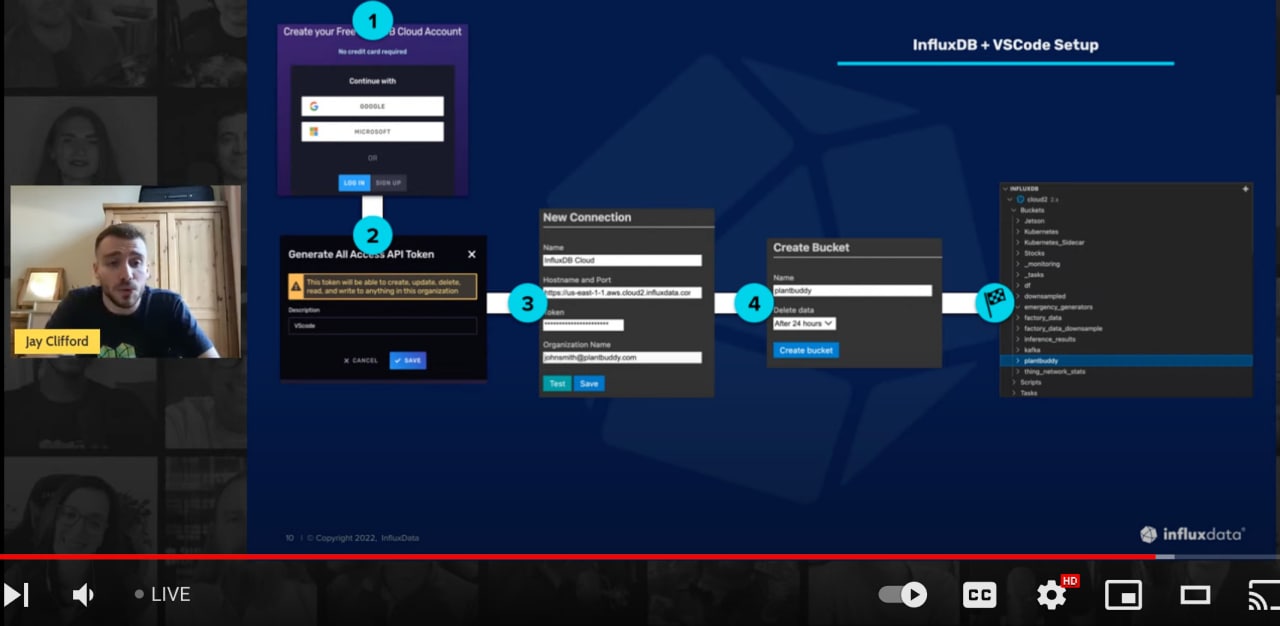 InfluxDB + VSCode Setup
1
Create your Free B Cloud Account
No credit card required
Continue with
GOOGLE
MICROSOFT
OR
LOG IN SIGN UP
2
Generate All Access API Token ✕
This token will be able to create, update, delete,
read, and write to anything in this organization
Description
VScode
✕ CANCEL ✓ SAVE
3
New Connection
Name
InfluxDB Cloud
Hostname and Port
https://us-east-1-1.aws.cloud2.influxdata.cor
Token
**********************
Organization Name
johnsmith@plantbuddy.com
Test Save
4
Create Bucket
Name
plantbuddy
Delete data
After 24 hours
Create bucket
INFLUXDB +
cloud2 2.x
Buckets
Jetson
Kubernetes
Kubernetes_Sidecar
Stocks
_monitoring
_tasks
df
downsampled
emergency_generators
factory_data
factory_data_downsample
inference_results
kafka
plantbuddy
thing_network_stats
Scripts
Tasks
Jay Clifford
10 | © Copyright 2022, InfluxData
influxdata®
LIVE
CC
HD